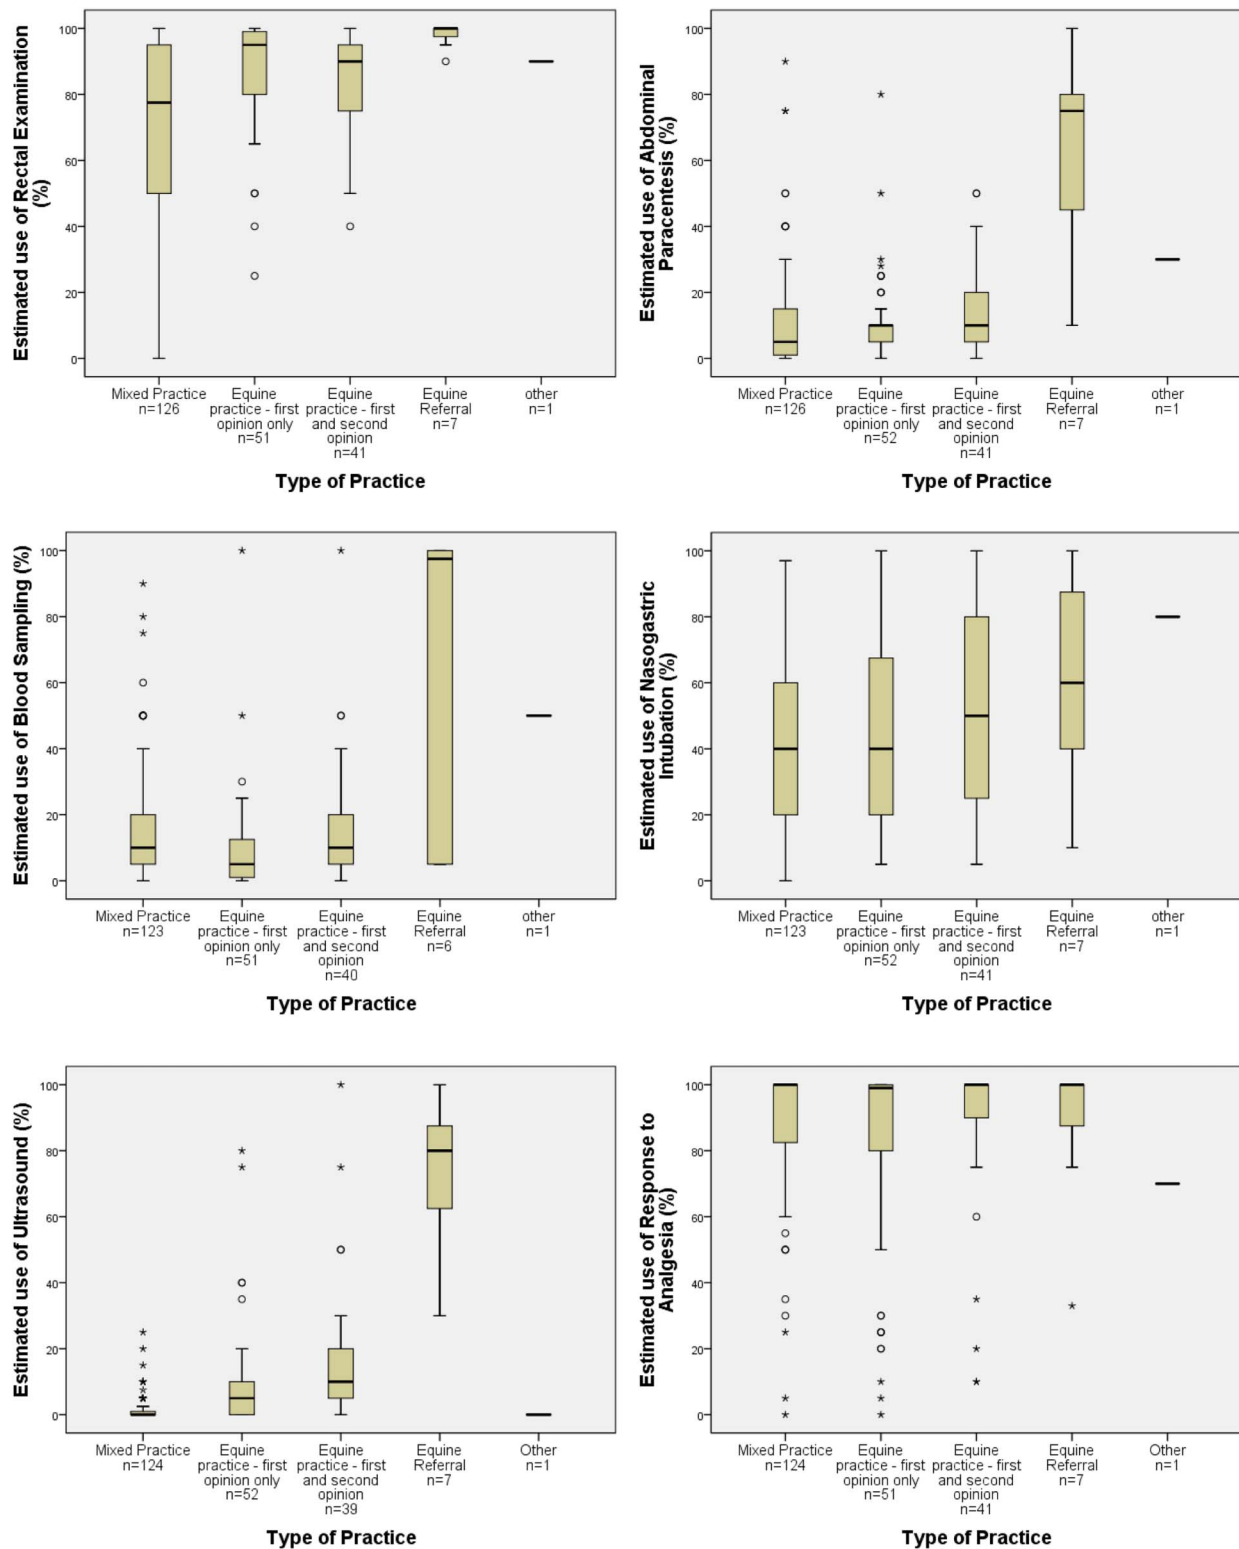 Estimated use of Rectal Examination
(%)
100
80
60
40
20
0
Mixed Practice
n=126
Equine
practice - first
opinion only
n=51
Equine
practice - first
and second
opinion
n=41
Equine
Referral
n=7
other
n=1
Type of Practice
Estimated use of Abdominal
Paracentesis (%)
100
80
60
40
20
0
Mixed Practice
n=126
Equine
practice - first
opinion only
n=52
Equine
practice - first
and second
opinion
n=41
Equine
Referral
n=7
other
n=1
Type of Practice
Estimated use of Blood Sampling (%)
100
80
60
40
20
0
Mixed Practice
n=123
Equine
practice - first
opinion only
n=51
Equine
practice - first
and second
opinion
n=40
Equine
Referral
n=6
other
n=1
Type of Practice
Estimated use of Nasogastric
Intubation (%)
100
80
60
40
20
0
Mixed Practice
n=123
Equine
practice - first
opinion only
n=52
Equine
practice - first
and second
opinion
n=41
Equine
Referral
n=7
other
n=1
Type of Practice
Estimated use of Ultrasound (%)
100
80
60
40
20
0
Mixed Practice
n=124
Equine
practice - first
opinion only
n=52
Equine
practice - first
and second
opinion
n=39
Equine
Referral
n=7
Other
n=1
Type of Practice
Estimated use of Response to
Analgesia (%)
100
80
60
40
20
0
Mixed Practice
n=124
Equine
practice - first
opinion only
n=51
Equine
practice - first
and second
opinion
n=41
Equine
Referral
n=7
Other
n=1
Type of Practice